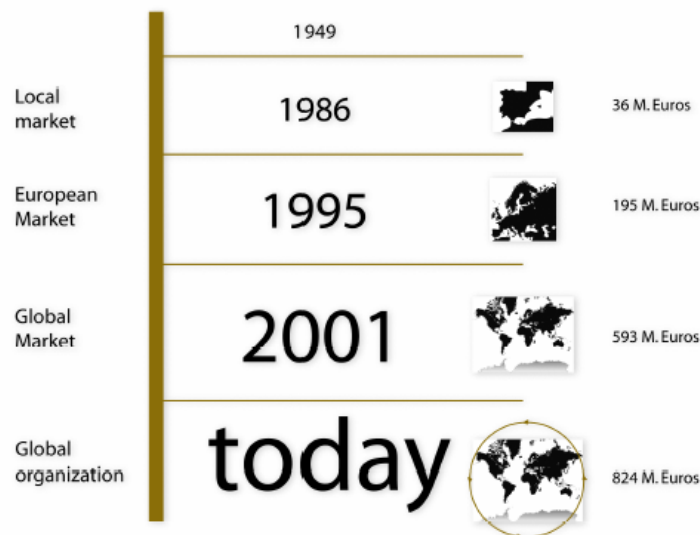 1949
Local
market
1986
36 M. Euros
European
Market
1995
195 M. Euros
Global
Market
2001
593 M. Euros
Global
organization
today
824 M. Euros